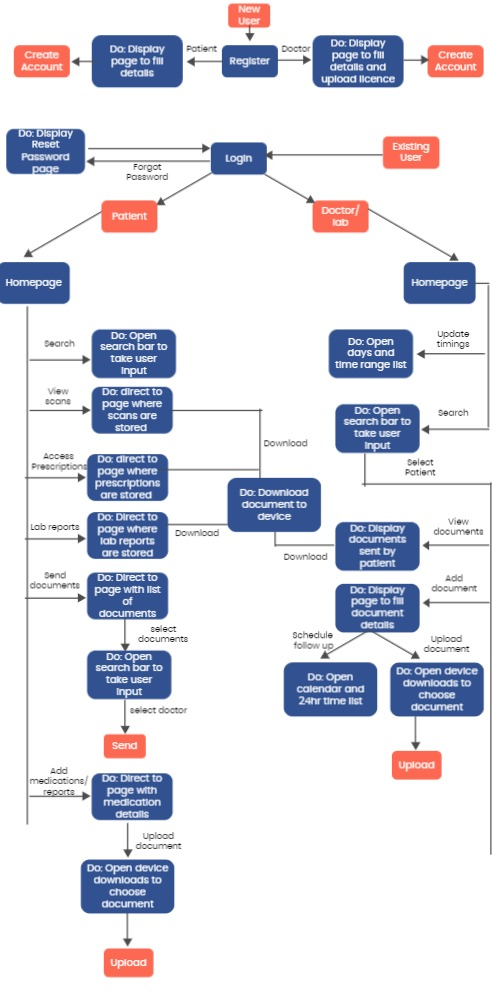 New
User
Create
Account
Do: Display
page to fill
details
Patient
Register
Doctor
Do: Display
page to fill
details and
upload licence
Create
Account
Do: Display
Reset
Password
page
Forgot
Password
Login
Existing
User
Patient
Doctor/
lab
Homepage
Homepage
Search
Do: Open
search bar to
take user
input
View
scans
Do: direct to
page where
scans are
stored
Download
Access
Prescriptions
Do: direct to
page where
prescriptions
are stored
Lab reports
Do: Direct to
page where
lab reports
are stored
Download
Do: Download
document to
device
Download
Send
documents
Do: Direct to
page with list
of
documents
select
documents
Do: Open
search bar to
take user
input
select doctor
Send
Add
medications/
reports
Do: Direct to
page with
medication
details
Upload
document
Do: Open device
downloads to
choose
document
Upload
Do: Open
days and
time range list
Update
timings
Do: Open
search bar to
take user
input
Search
Select
Patient
Do: Display
documents
sent by
patient
View
documents
Do: Display
page to fill
document
details
Add
document
Schedule
follow up
Upload
document
Do: Open
calendar and
24hr time list
Do: Open device
downloads to
choose
document
Upload